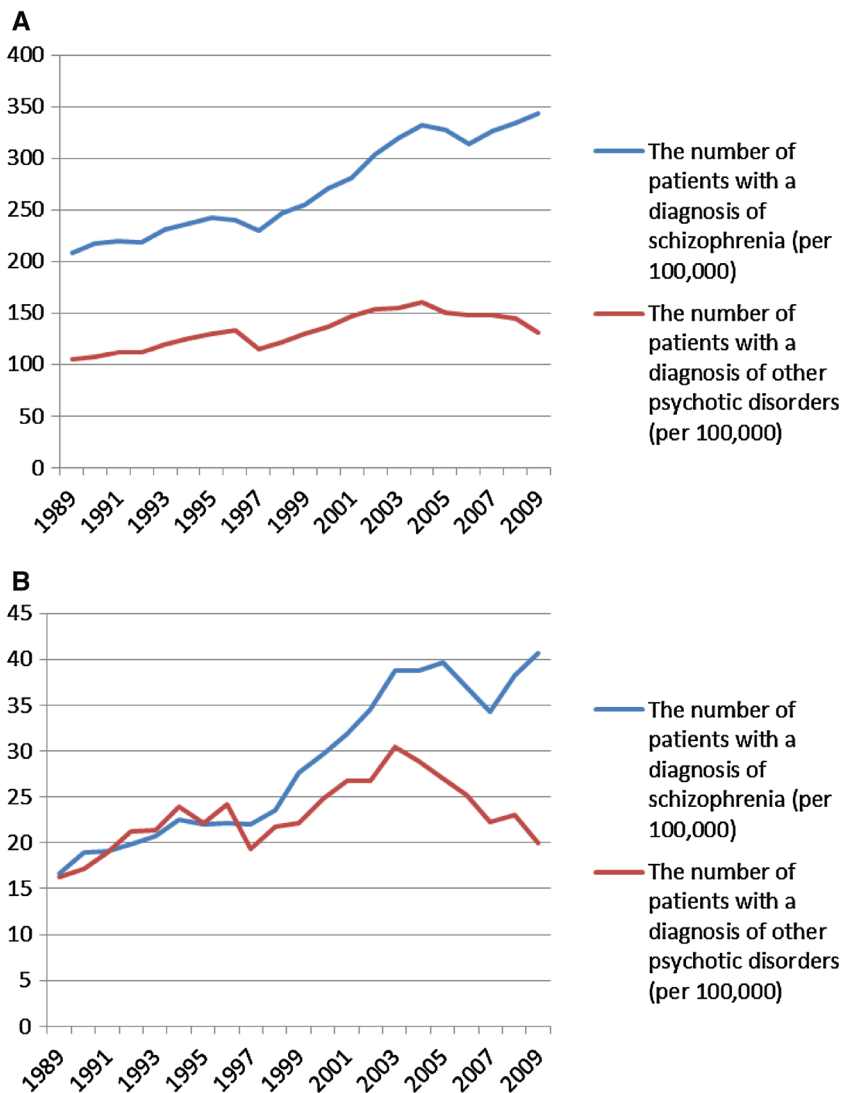 A
400
350
300
250
200
150
100
50
0
1989
1991
1993
1995
1997
1999
2001
2003
2005
2007
2009
The number of
patients with a
diagnosis of
schizophrenia (per
100,000)
The number of
patients with a
diagnosis of other
psychotic disorders
(per 100,000)
B
45
40
35
30
25
20
15
10
5
0
1989
1991
1993
1995
1997
1999
2001
2003
2005
2007
2009
The number of
patients with a
diagnosis of
schizophrenia (per
100,000)
The number of
patients with a
diagnosis of other
psychotic disorders
(per 100,000)